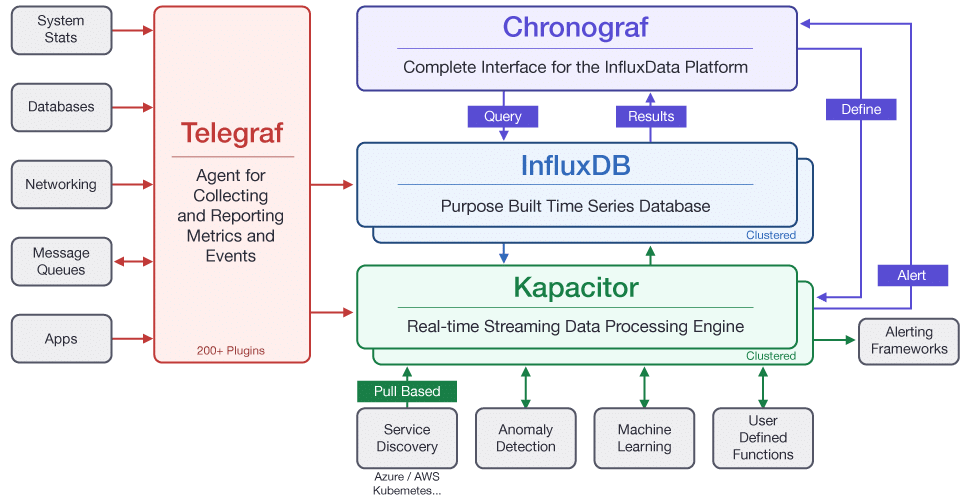 System
Stats
Databases
Networking
Message
Queues
Apps
Telegraf
Agent for
Collecting
and Reporting
Metrics and
Events
200+ Plugins
Chronograf
Complete Interface for the InfluxData Platform
Query
Results
Define
InfluxDB
Purpose Built Time Series Database
Clustered
Alert
Kapacitor
Real-time Streaming Data Processing Engine
Clustered
Alerting
Frameworks
Pull Based
Service
Discovery
Azure / AWS
Kubernetes...
Anomaly
Detection
Machine
Learning
User
Defined
Functions